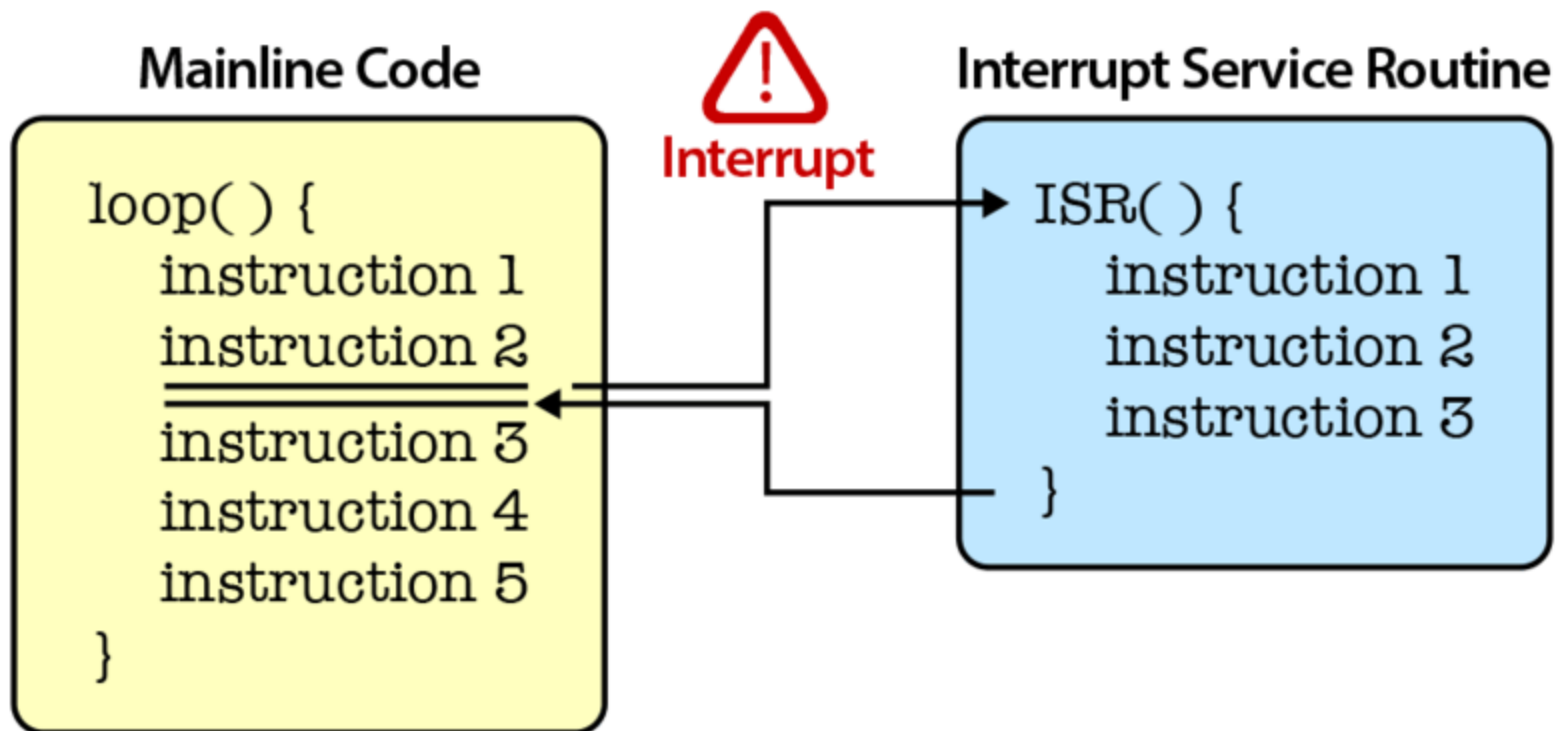 Mainline Code
loop( ) {
instruction 1
instruction 2
instruction 3
instruction 4
instruction 5
}
!
Interrupt
Interrupt Service Routine
ISR( ) {
instruction 1
instruction 2
instruction 3
}